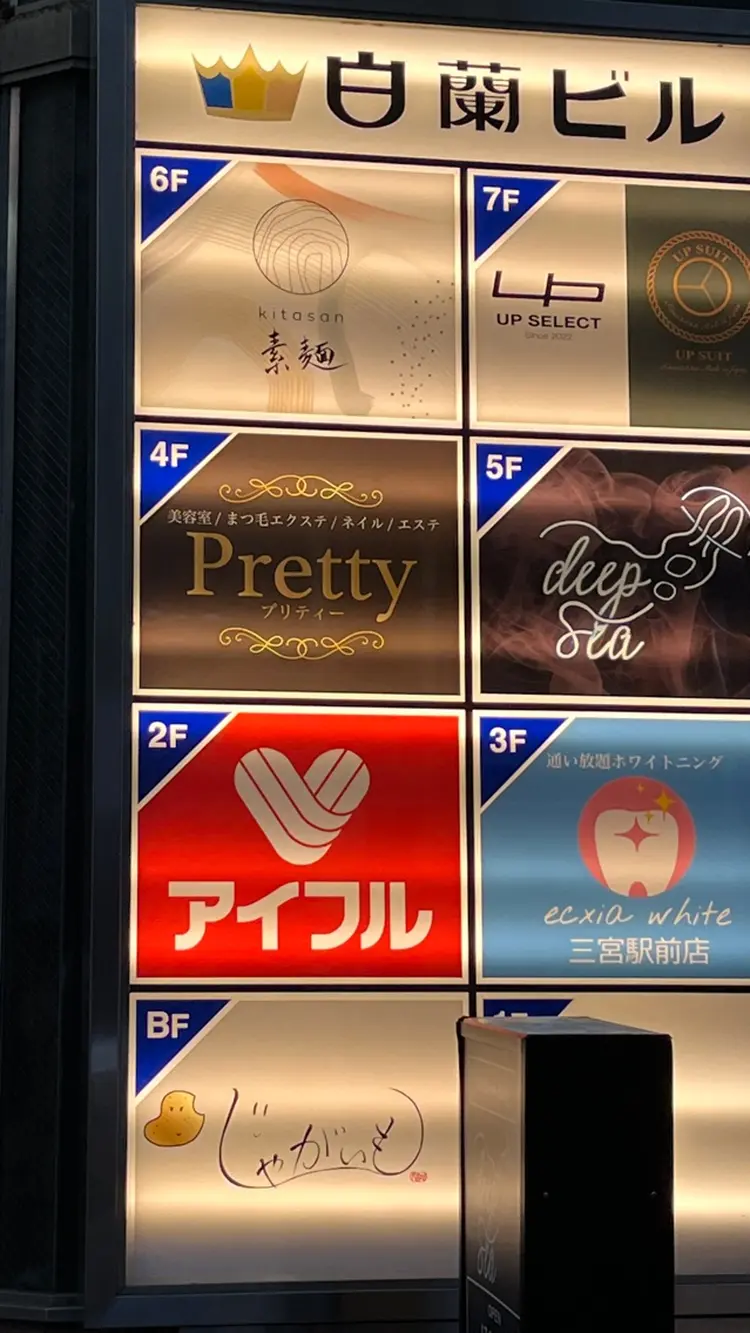 白蘭ビル
6F
kitasan
素麺
7F
UP
UP SELECT
Since 2022
UP SUIT
UP SUIT
4F
美容室/まつ毛エクステ/ネイル/エステ
Pretty
プリティー
5F
deep
sea
2F
アイフル
3F
通い放題ホワイトニング
ecxia white
三宮駅前店
BF
じゃがいも
OPEN